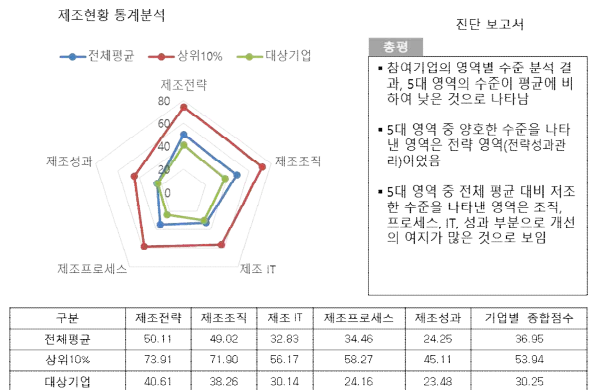 제조현황 통계분석
전체평균 상위10% 대상기업
제조전략
80
60
40
20
0
제조조직
제조 IT
제조프로세스
제조성과
진단 보고서
총평
▪ 참여기업의 영역별 수준 분석 결
과, 5대 영역의 수준이 평균에 비
하여 낮은 것으로 나타남
▪ 5대 영역 중 양호한 수준을 나타
낸 영역은 전략 영역(전략성과관
리)이었음
▪ 5대 영역 중 전체 평균 대비 저조
한 수준을 나타낸 영역은 조직,
프로세스, IT, 성과 부분으로 개선
의 여지가 많은 것으로 보임
구분 제조전략 제조조직 제조 IT 제조프로세스 제조성과 기업별 종합점수
전체평균 50.11 49.02 32.83 34.46 24.25 36.95
상위10% 73.91 71.90 56.17 58.27 45.11 53.94
대상기업 40.61 38.26 30.14 24.16 23.48 30.25